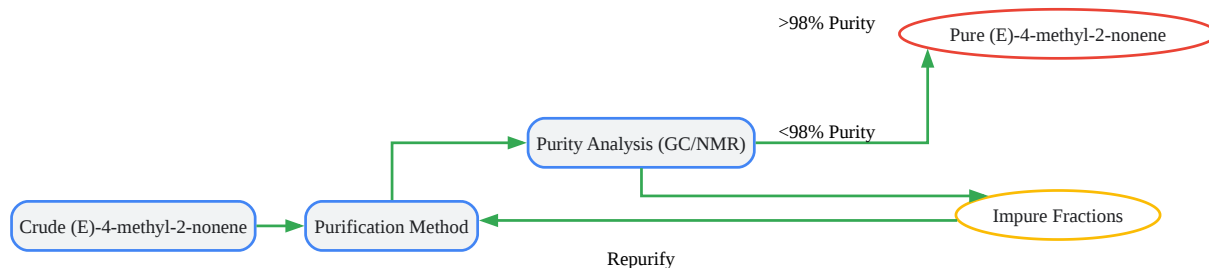 >98% Purity
Pure (E)-4-methyl-2-nonene
Purity Analysis (GC/NMR)
<98% Purity
Crude (E)-4-methyl-2-nonene
Purification Method
Impure Fractions
Repurify